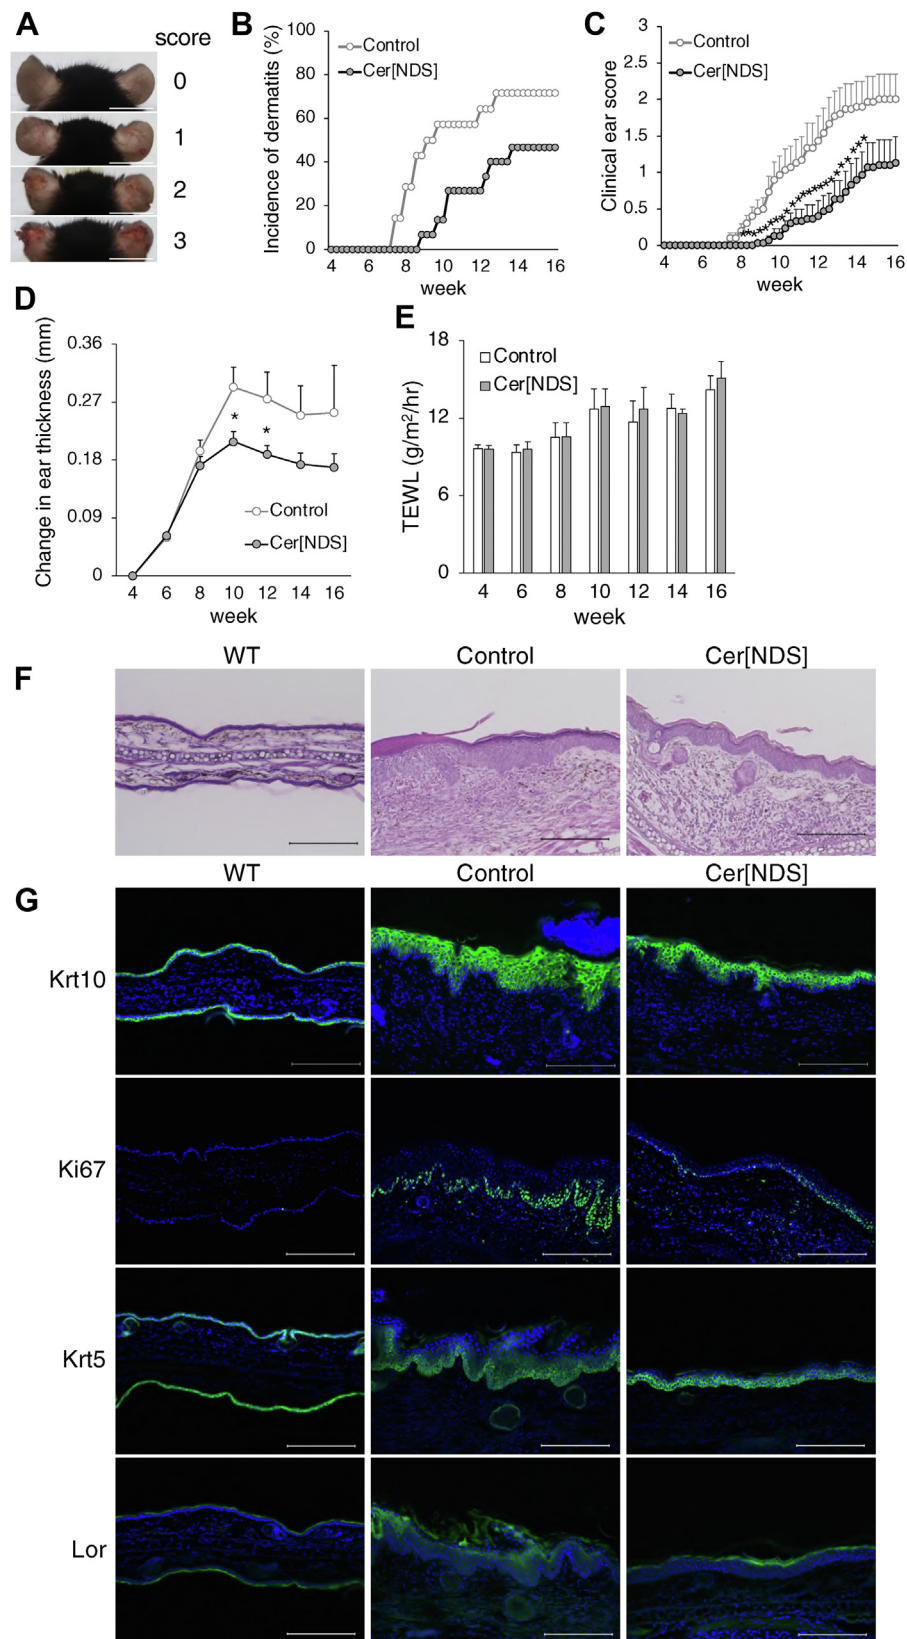 A
score
0
1
2
3
B
Incidence of dermatits (%)
100
80
60
40
20
0
Control
Cer[NDS]
4 6 8 10 12 14 16
week
C
Clinical ear score
3
2.5
2
1.5
1
0.5
0
Control
Cer[NDS]
4 6 8 10 12 14 16
week
D
Change in ear thickness (mm)
0.36
0.27
0.18
0.09
0
* *
Control
Cer[NDS]
4 6 8 10 12 14 16
week
E
TEWL (g/m²/hr)
18
12
6
0
Control
Cer[NDS]
4 6 8 10 12 14 16
week
F
WT Control Cer[NDS]
G
WT Control Cer[NDS]
Krt10
Ki67
Krt5
Lor